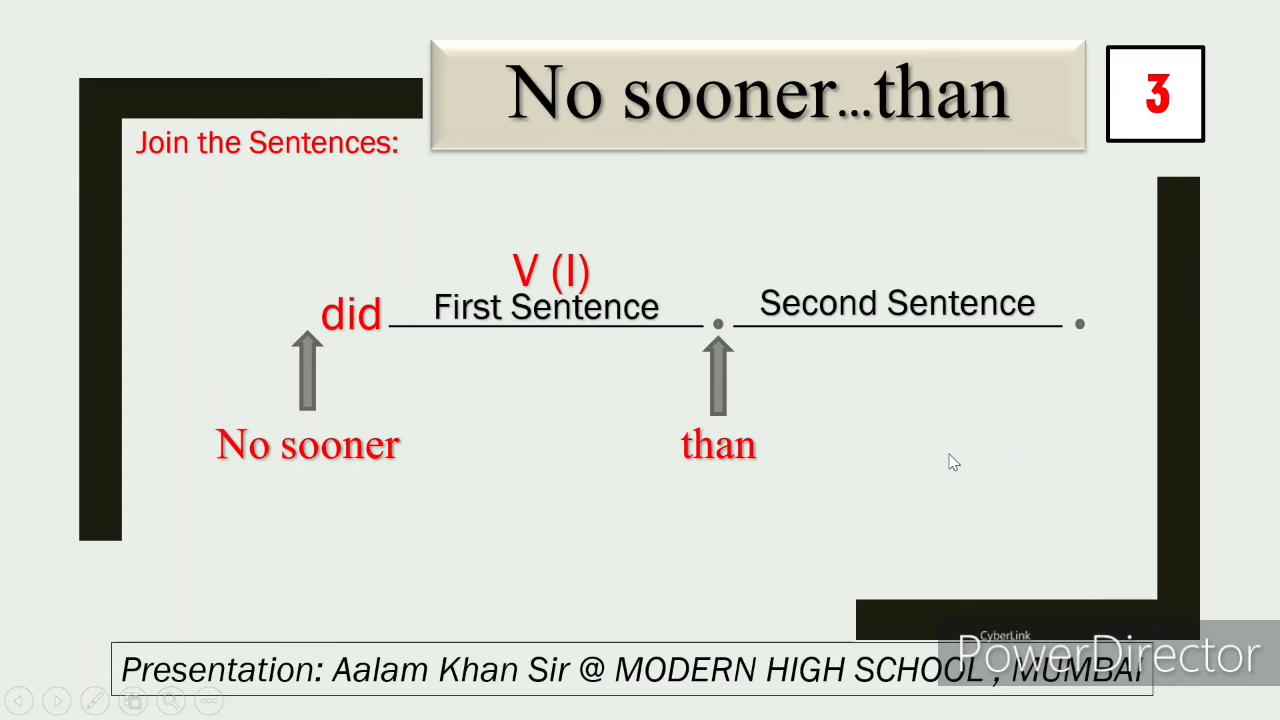 No sooner...than
3
Join the Sentences:
V (I)
did First Sentence . Second Sentence .
No sooner than
Presentation: Aalam Khan Sir @ MODERN HIGH SCHOOL , MUMBAI
CyberLink
PowerDirector